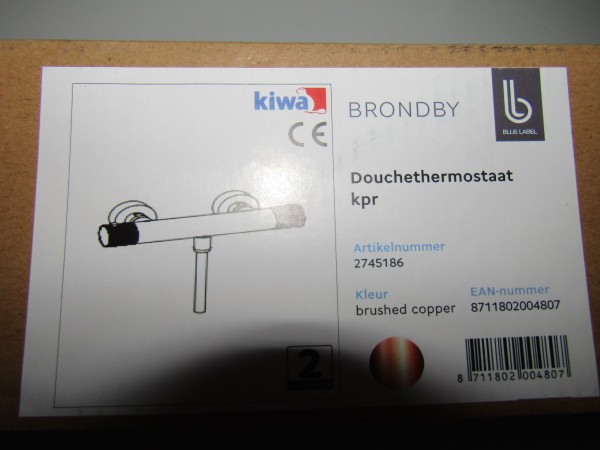 kiwa
CE
BRONDBY
b
BLUE LABEL
Douchethermostaat
kpr
Artikelnummer
2745186
Kleur
brushed copper
EAN-nummer
8711802004807
2
8 711802 004807